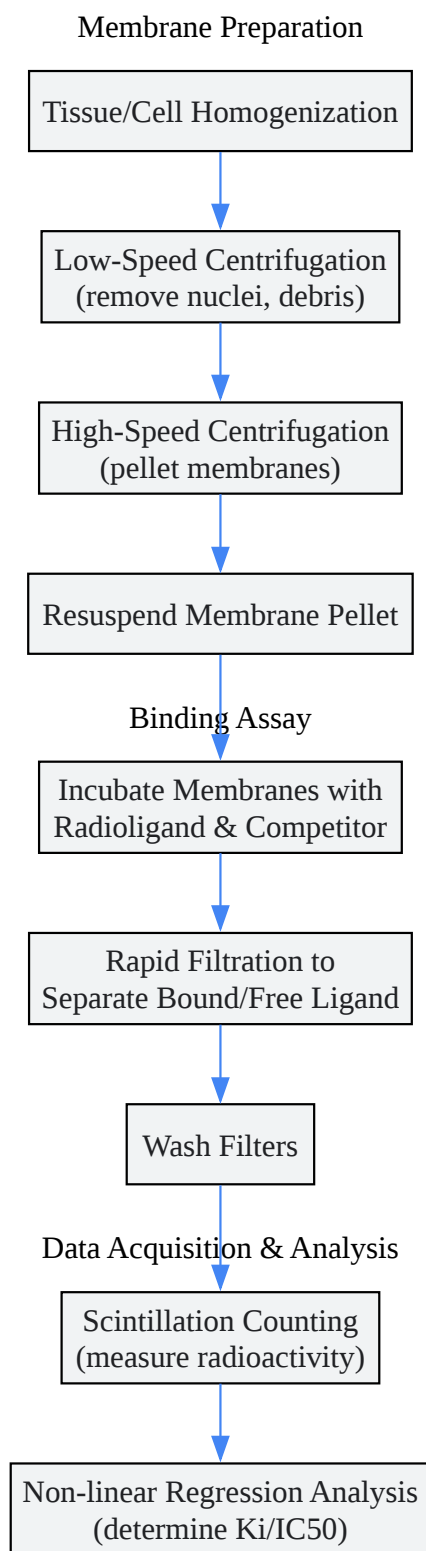 Membrane Preparation
Tissue/Cell Homogenization
Low-Speed Centrifugation
(remove nuclei, debris)
High-Speed Centrifugation
(pellet membranes)
Resuspend Membrane Pellet
Binding Assay
Incubate Membranes with
Radioligand & Competitor
Rapid Filtration to
Separate Bound/Free Ligand
Wash Filters
Data Acquisition & Analysis
Scintillation Counting
(measure radioactivity)
Non-linear Regression Analysis
(determine Ki/IC50)